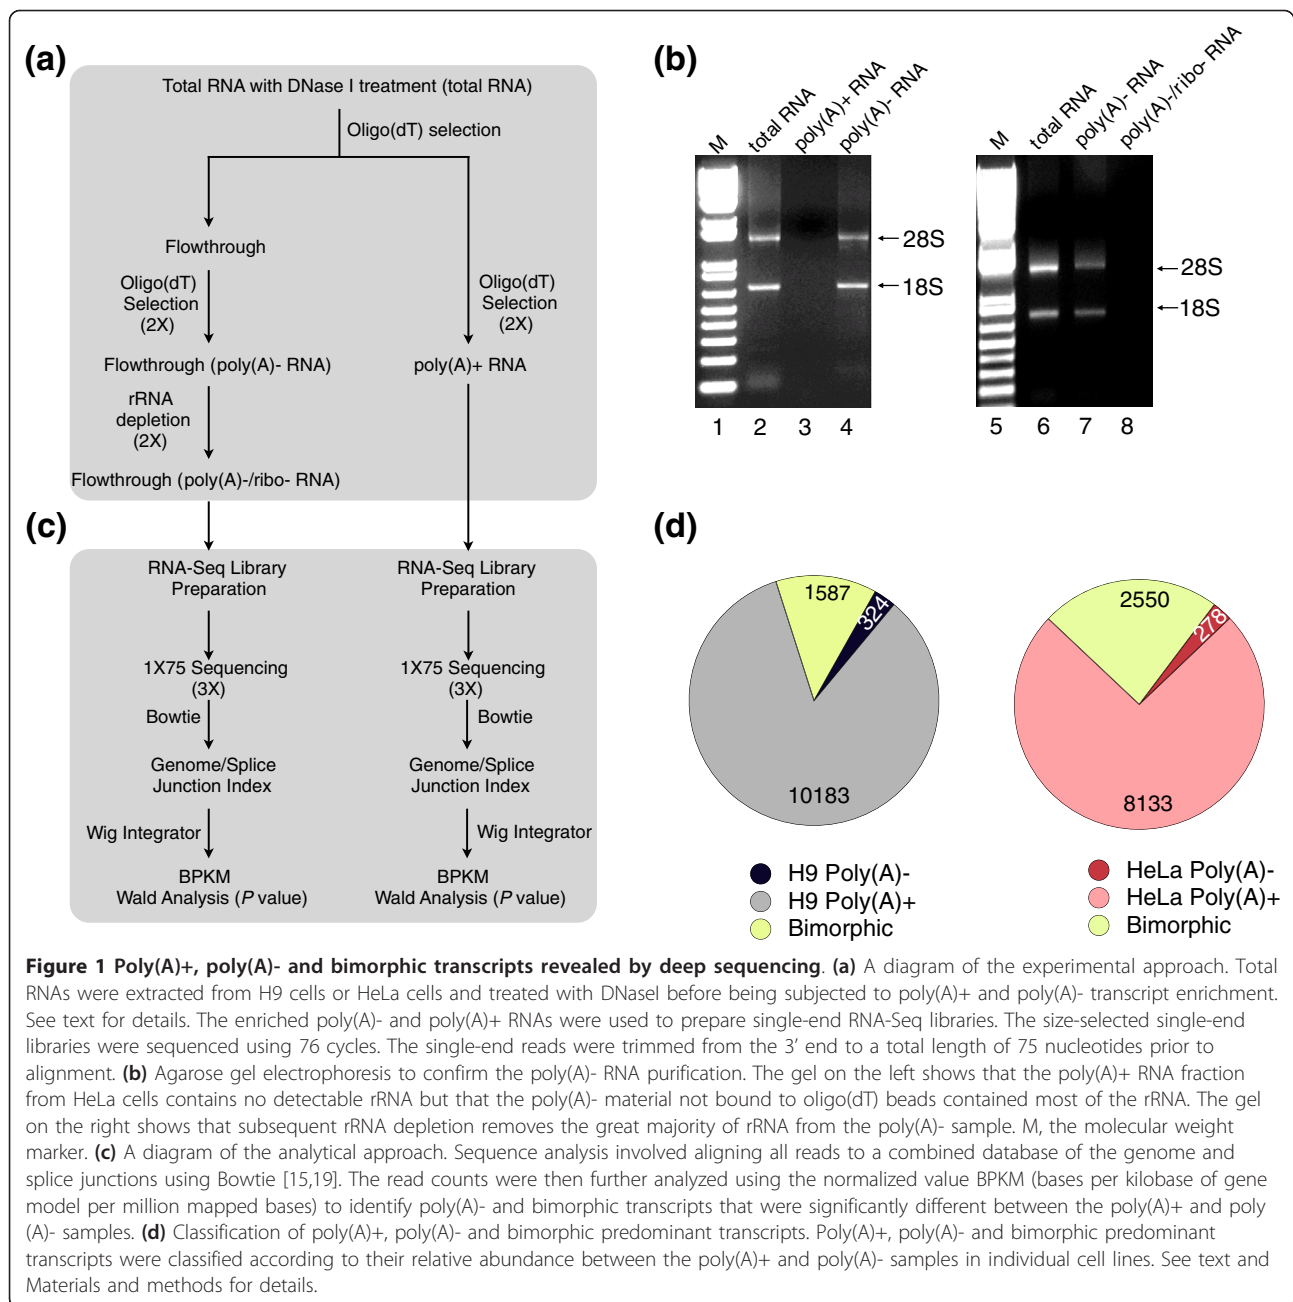 (a)
Total RNA with DNase I treatment (total RNA)
Oligo(dT) selection
Flowthrough
Oligo(dT)
Selection
(2X)
Oligo(dT)
Selection
(2X)
Flowthrough (poly(A)- RNA)
poly(A)+ RNA
rRNA
depletion
(2X)
Flowthrough (poly(A)-/ribo- RNA)
(b)
M
total RNA
poly(A)+ RNA
poly(A)- RNA
28S
18S
1 2 3 4
M
total RNA
poly(A)- RNA
poly(A)-/ribo- RNA
28S
18S
5 6 7 8
(c)
RNA-Seq Library
Preparation
1X75 Sequencing
(3X)
Bowtie
Genome/Splice
Junction Index
Wig Integrator
BPKM
Wald Analysis (P value)
RNA-Seq Library
Preparation
1X75 Sequencing
(3X)
Bowtie
Genome/Splice
Junction Index
Wig Integrator
BPKM
Wald Analysis (P value)
(d)
1587
324
10183
H9 Poly(A)-
H9 Poly(A)+
Bimorphic
2550
278
8133
HeLa Poly(A)-
HeLa Poly(A)+
Bimorphic
Figure 1 Poly(A)+, poly(A)- and bimorphic transcripts revealed by deep sequencing. (a) A diagram of the experimental approach. Total
RNAs were extracted from H9 cells or HeLa cells and treated with DNaseI before being subjected to poly(A)+ and poly(A)- transcript enrichment.
See text for details. The enriched poly(A)- and poly(A)+ RNAs were used to prepare single-end RNA-Seq libraries. The size-selected single-end
libraries were sequenced using 76 cycles. The single-end reads were trimmed from the 3’ end to a total length of 75 nucleotides prior to
alignment. (b) Agarose gel electrophoresis to confirm the poly(A)- RNA purification. The gel on the left shows that the poly(A)+ RNA fraction
from HeLa cells contains no detectable rRNA but that the poly(A)- material not bound to oligo(dT) beads contained most of the rRNA. The gel
on the right shows that subsequent rRNA depletion removes the great majority of rRNA from the poly(A)- sample. M, the molecular weight
marker. (c) A diagram of the analytical approach. Sequence analysis involved aligning all reads to a combined database of the genome and
splice junctions using Bowtie [15,19]. The read counts were then further analyzed using the normalized value BPKM (bases per kilobase of gene
model per million mapped bases) to identify poly(A)- and bimorphic transcripts that were significantly different between the poly(A)+ and poly
(A)- samples. (d) Classification of poly(A)+, poly(A)- and bimorphic predominant transcripts. Poly(A)+, poly(A)- and bimorphic predominant
transcripts were classified according to their relative abundance between the poly(A)+ and poly(A)- samples in individual cell lines. See text and
Materials and methods for details.